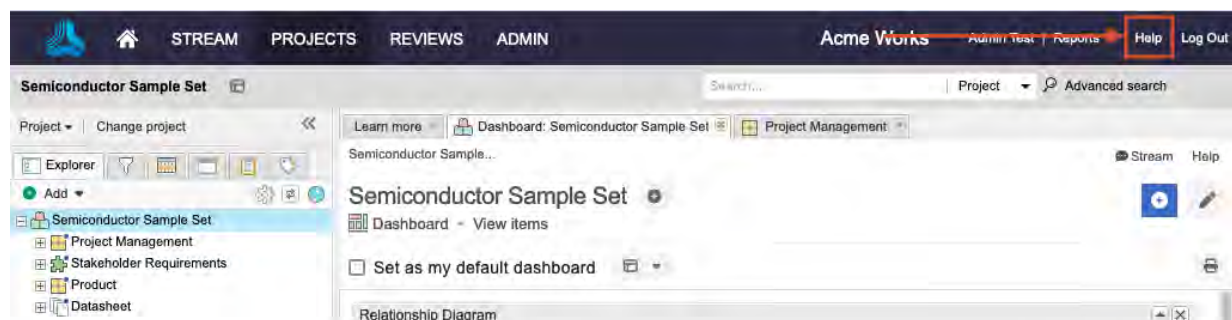 STREAM PROJECTS REVIEWS ADMIN Acme Works Admin Test | Reports Help Log Out
Semiconductor Sample Set Search... Project Advanced search
Project Change project Learn more Dashboard: Semiconductor Sample Set Project Management
Semiconductor Sample... Stream Help
Explorer
Add
Semiconductor Sample Set
Dashboard - View items
Semiconductor Sample Set
Project Management
Stakeholder Requirements
Product
Datasheet
Set as my default dashboard
Relationship Diagram